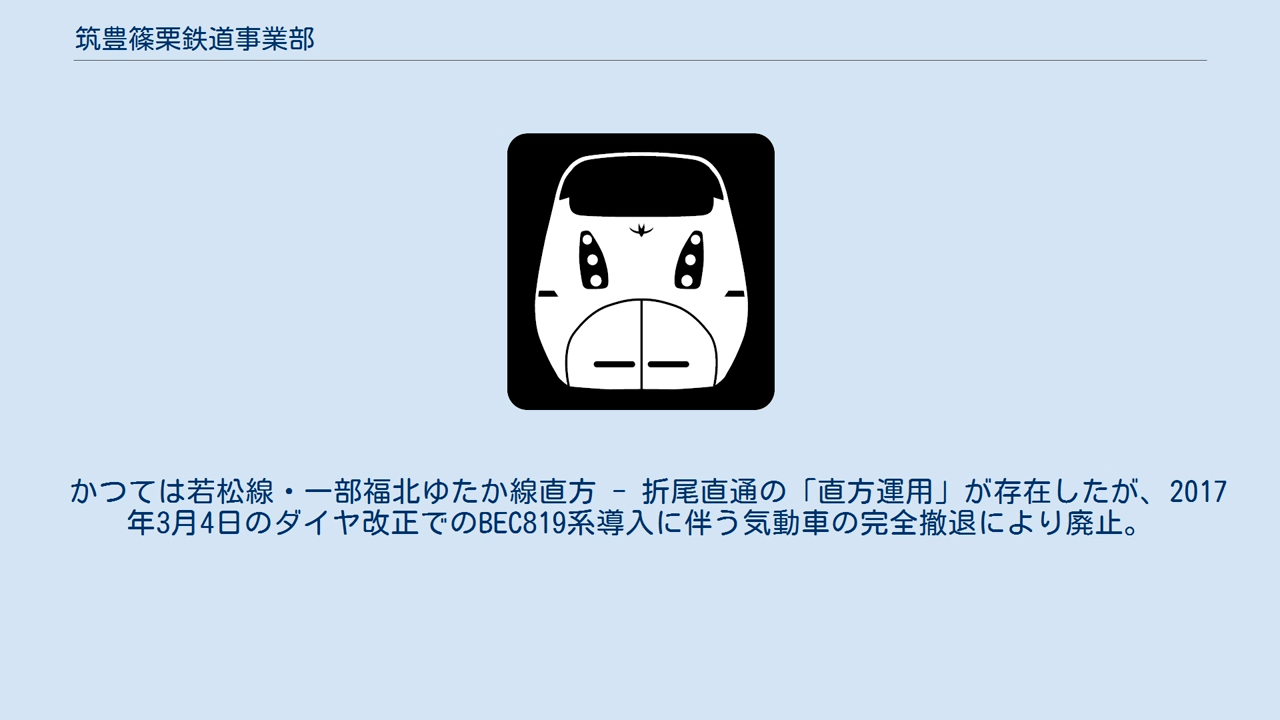 筑豊篠栗鉄道事業部
かつては若松線・一部福北ゆたか線直方 - 折尾直通の「直方運用」が存在したが、2017
年3月4日のダイヤ改正でのBEC819系導入に伴う気動車の完全撤退により廃止。